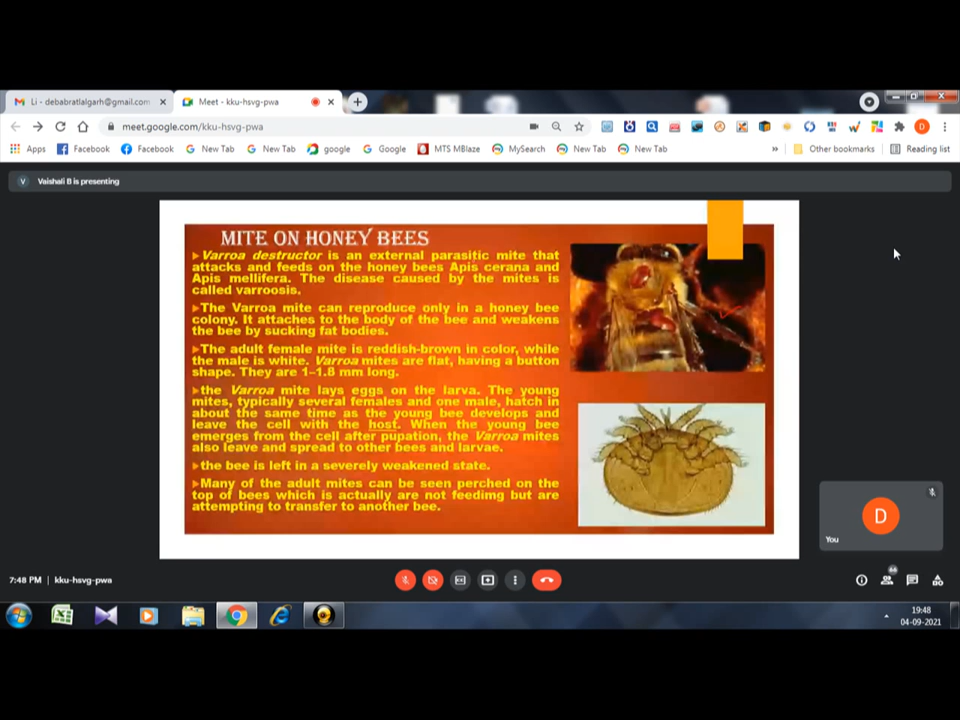 Li - debabratlalgarh@gmail.com
Meet - kku-hsvg-pwa
meet.google.com/kku-hsvg-pwa
D
Apps Facebook Facebook New Tab New Tab google Google MTS MBlaze MySearch New Tab New Tab » Other bookmarks Reading list
V Vaishali B is presenting
MITE ON HONEY BEES
Varroa destructor is an external parasitic mite that
attacks and feeds on the honey bees Apis cerana and
Apis mellifera. The disease caused by the mites is
called varroosis.
The Varroa mite can reproduce only in a honey bee
colony. It attaches to the body of the bee and weakens
the bee by sucking fat bodies.
The adult female mite is reddish-brown in color, while
the male is white. Varroa mites are flat, having a button
shape. They are 1–1.8 mm long.
the Varroa mite lays eggs on the larva. The young
mites, typically several females and one male, hatch in
about the same time as the young bee develops and
leave the cell with the host. When the young bee
emerges from the cell after pupation, the Varroa mites
also leave and spread to other bees and larvae.
the bee is left in a severely weakened state.
Many of the adult mites can be seen perched on the
top of bees which is actually are not feeding but are
attempting to transfer to another bee.
D
You
7:48 PM | kku-hsvg-pwa
66
19:48
04-09-2021